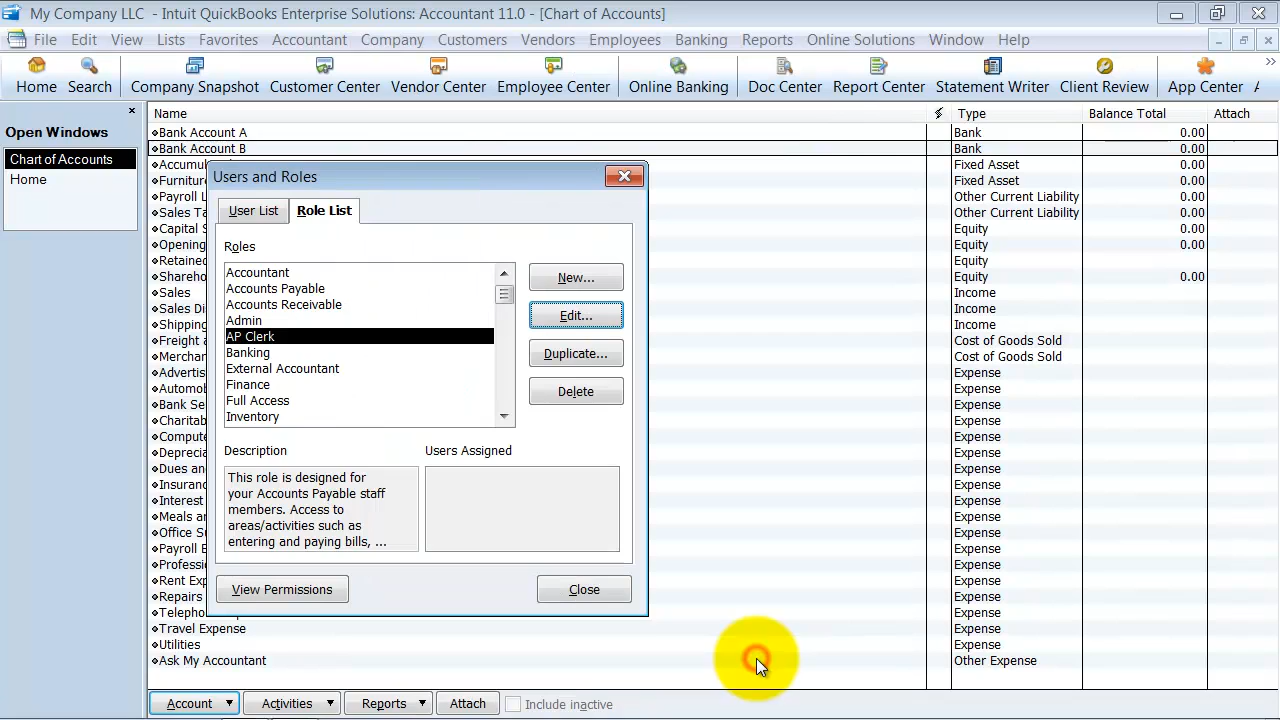 My Company LLC - Intuit QuickBooks Enterprise Solutions: Accountant 11.0 - [Chart of Accounts]
File Edit View Lists Favorites Accountant Company Customers Vendors Employees Banking Reports Online Solutions Window Help
Home Search Company Snapshot Customer Center Vendor Center Employee Center Online Banking Doc Center Report Center Statement Writer Client Review App Center
Open Windows
Chart of Accounts
Home
Name Type Balance Total Attach
Bank Account A Bank 0.00
Bank Account B Bank 0.00
Accumul Fixed Asset 0.00
Furnitur Fixed Asset 0.00
Payroll L Other Current Liability 0.00
Sales Ta Other Current Liability 0.00
Capital S Equity 0.00
Opening Equity 0.00
Retained Equity
Shareho Equity 0.00
Sales Income
Sales Di Income
Shipping Income
Freight a Cost of Goods Sold
Merchan Cost of Goods Sold
Advertis Expense
Automob Expense
Bank Se Expense
Charitab Expense
Compute Expense
Deprecia Expense
Dues an Expense
Insuranc Expense
Interest Expense
Meals an Expense
Office Su Expense
Payroll E Expense
Professio Expense
Rent Exp Expense
Repairs Expense
Telepho Expense
Travel Expense Expense
Utilities Expense
Ask My Accountant Other Expense
Users and Roles
User List Role List
Roles
Accountant
Accounts Payable
Accounts Receivable
Admin
AP Clerk
Banking
External Accountant
Finance
Full Access
Inventory
New...
Edit...
Duplicate...
Delete
Description
This role is designed for
your Accounts Payable staff
members. Access to
areas/activities such as
entering and paying bills, ...
Users Assigned
View Permissions Close
Account Activities Reports Attach Include inactive